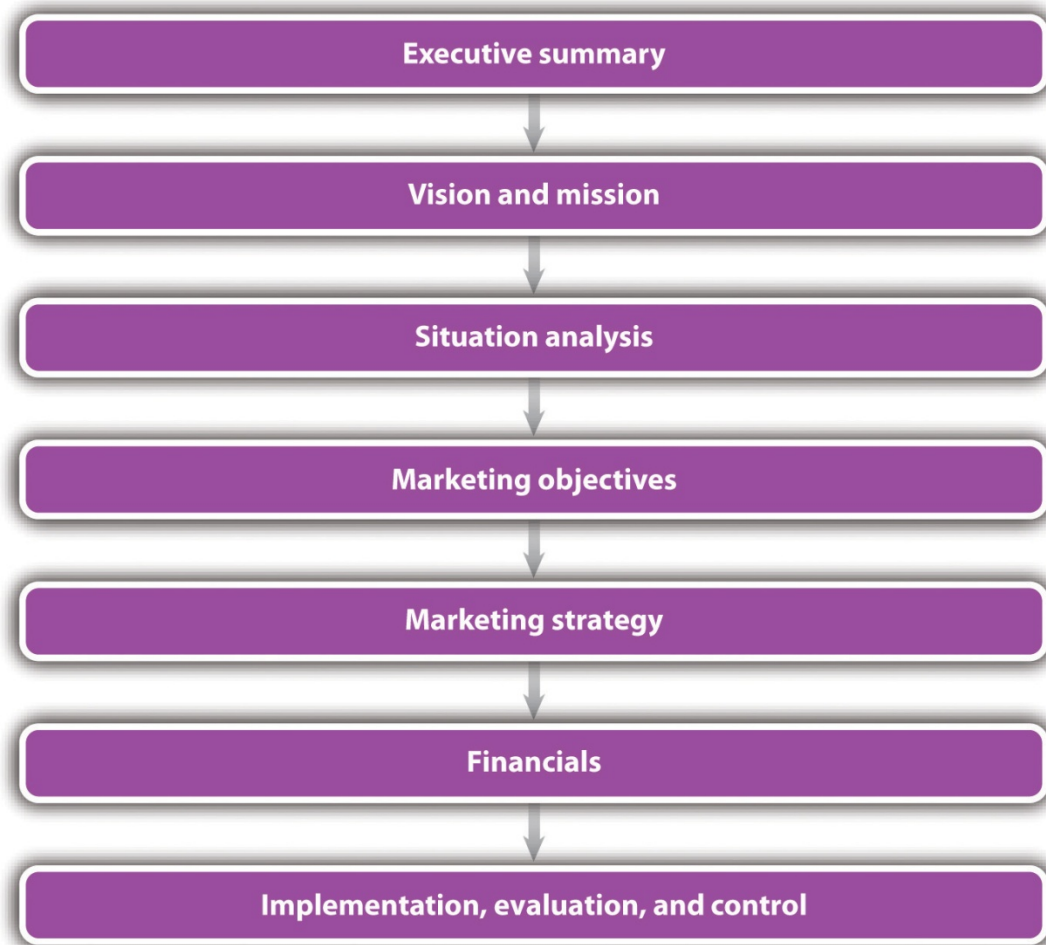 Executive summary
Vision and mission
Situation analysis
Marketing objectives
Marketing strategy
Financials
Implementation, evaluation, and control